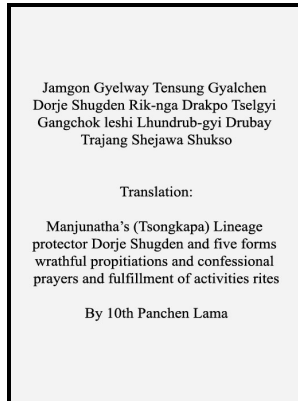 Jamgon Gyelway Tensung Gyalchen
Dorje Shugden Rik-nga Drakpo Tselgyi
Gangchok leshi Lhundrub-gyi Drubay
Trajang Shejawa Shukso
Translation:
Manjunatha’s (Tsongkapa) Lineage
protector Dorje Shugden and five forms
wrathful propitiations and confessional
prayers and fulfillment of activities rites
By 10th Panchen Lama